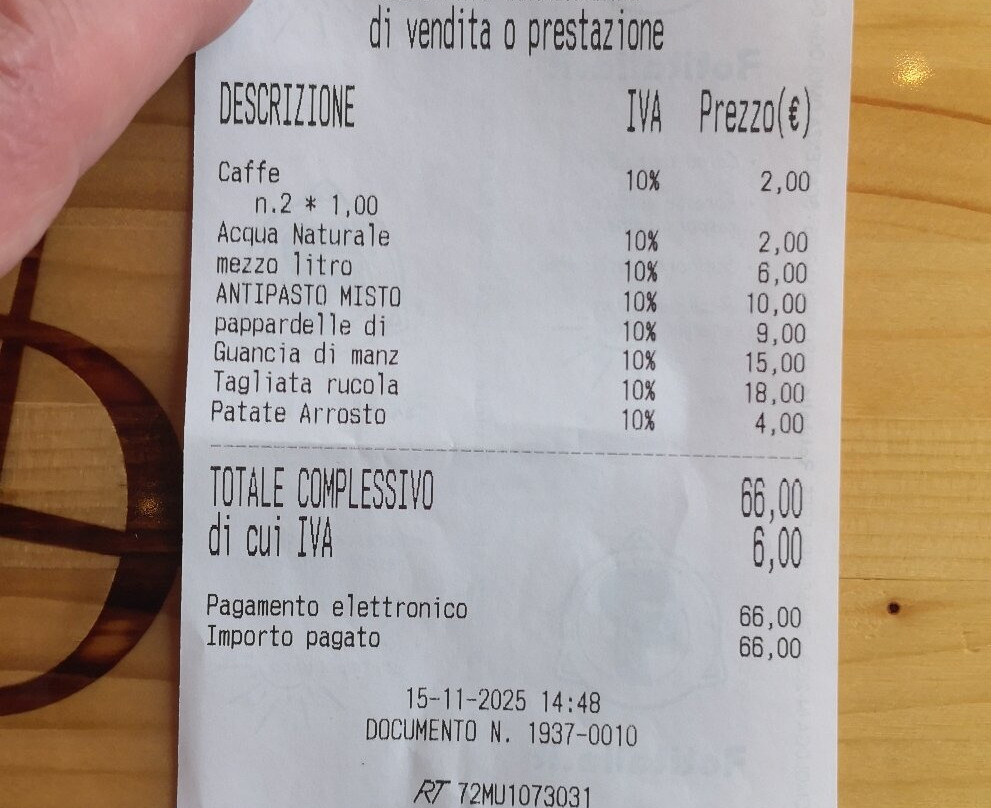 di vendita o prestazione
DESCRIZIONE IVA Prezzo(€)
Caffe 10% 2,00
n.2 * 1,00
Acqua Naturale 10% 2,00
mezzo litro 10% 6,00
ANTIPASTO MISTO 10% 10,00
pappardelle di 10% 9,00
Guancia di manz 10% 15,00
Tagliata rucola 10% 18,00
Patate Arrosto 10% 4,00
TOTALE COMPLESSIVO 66,00
di cui IVA 6,00
Pagamento elettronico 66,00
Importo pagato 66,00
15-11-2025 14:48
DOCUMENTO N. 1937-0010
RT 72MU1073031